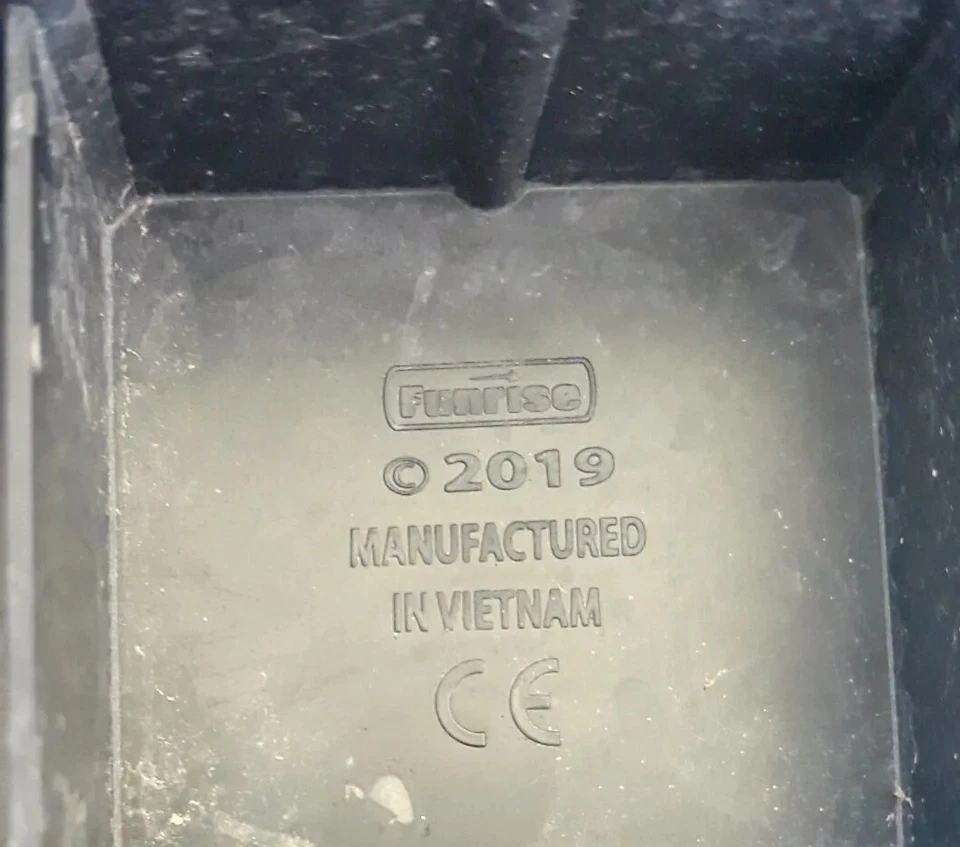 Funrise
© 2019
MANUFACTURED
IN VIETNAM
CE